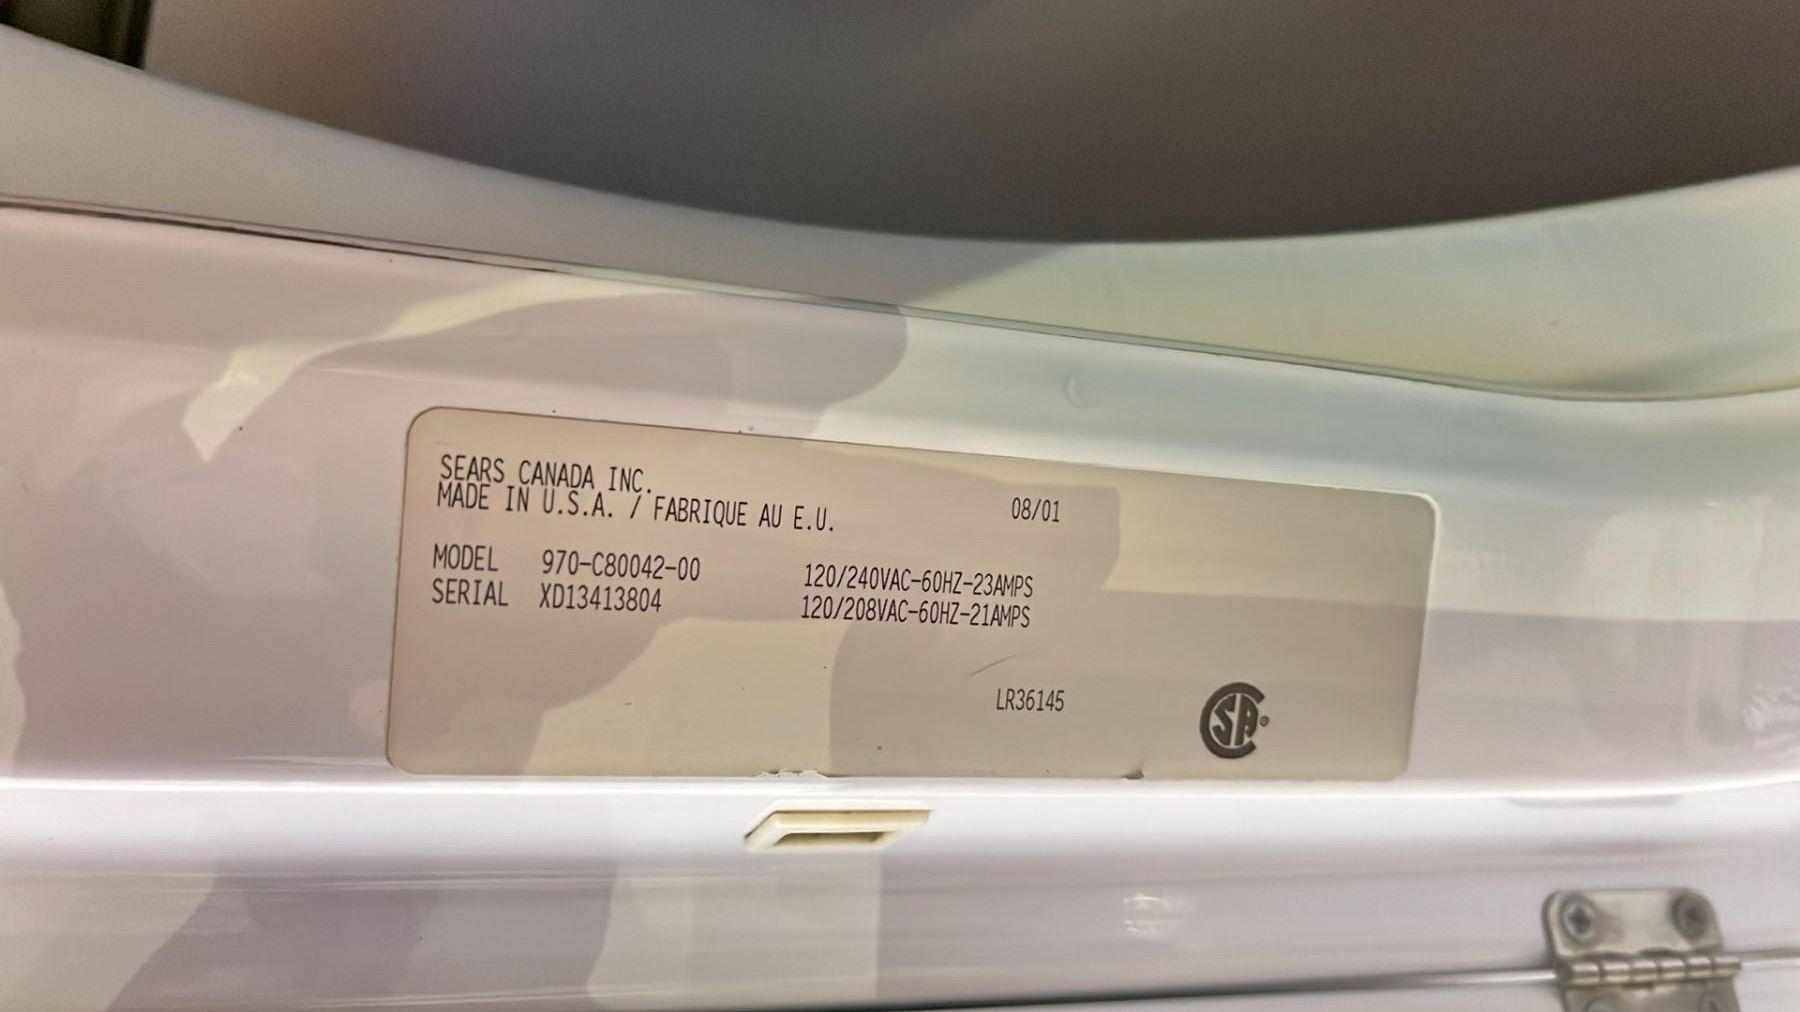 SEARS CANADA INC.
MADE IN U.S.A. / FABRIQUE AU E.U. 08/01
MODEL 970-C80042-00 120/240VAC-60HZ-23AMPS
SERIAL XD13413804 120/208VAC-60HZ-21AMPS
LR36145
CSA®